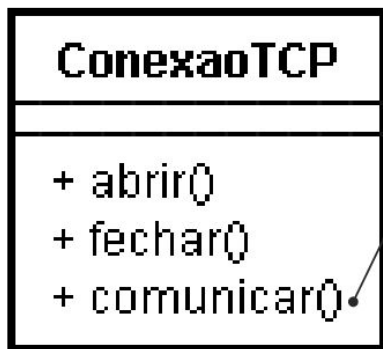 ConexaoTCP
+ abrir()
+ fechar()
+ comunicar()